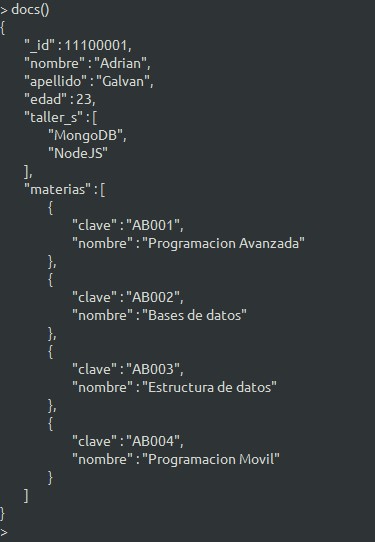 > docs()
{
"_id" : 11100001,
"nombre" : "Adrian",
"apellido" : "Galvan",
"edad" : 23,
"taller_s" : [
"MongoDB",
"NodeJS"
],
"materias" : [
{
"clave" : "AB001",
"nombre" : "Programacion Avanzada"
},
{
"clave" : "AB002",
"nombre" : "Bases de datos"
},
{
"clave" : "AB003",
"nombre" : "Estructura de datos"
},
{
"clave" : "AB004",
"nombre" : "Programacion Movil"
}
]
}
>